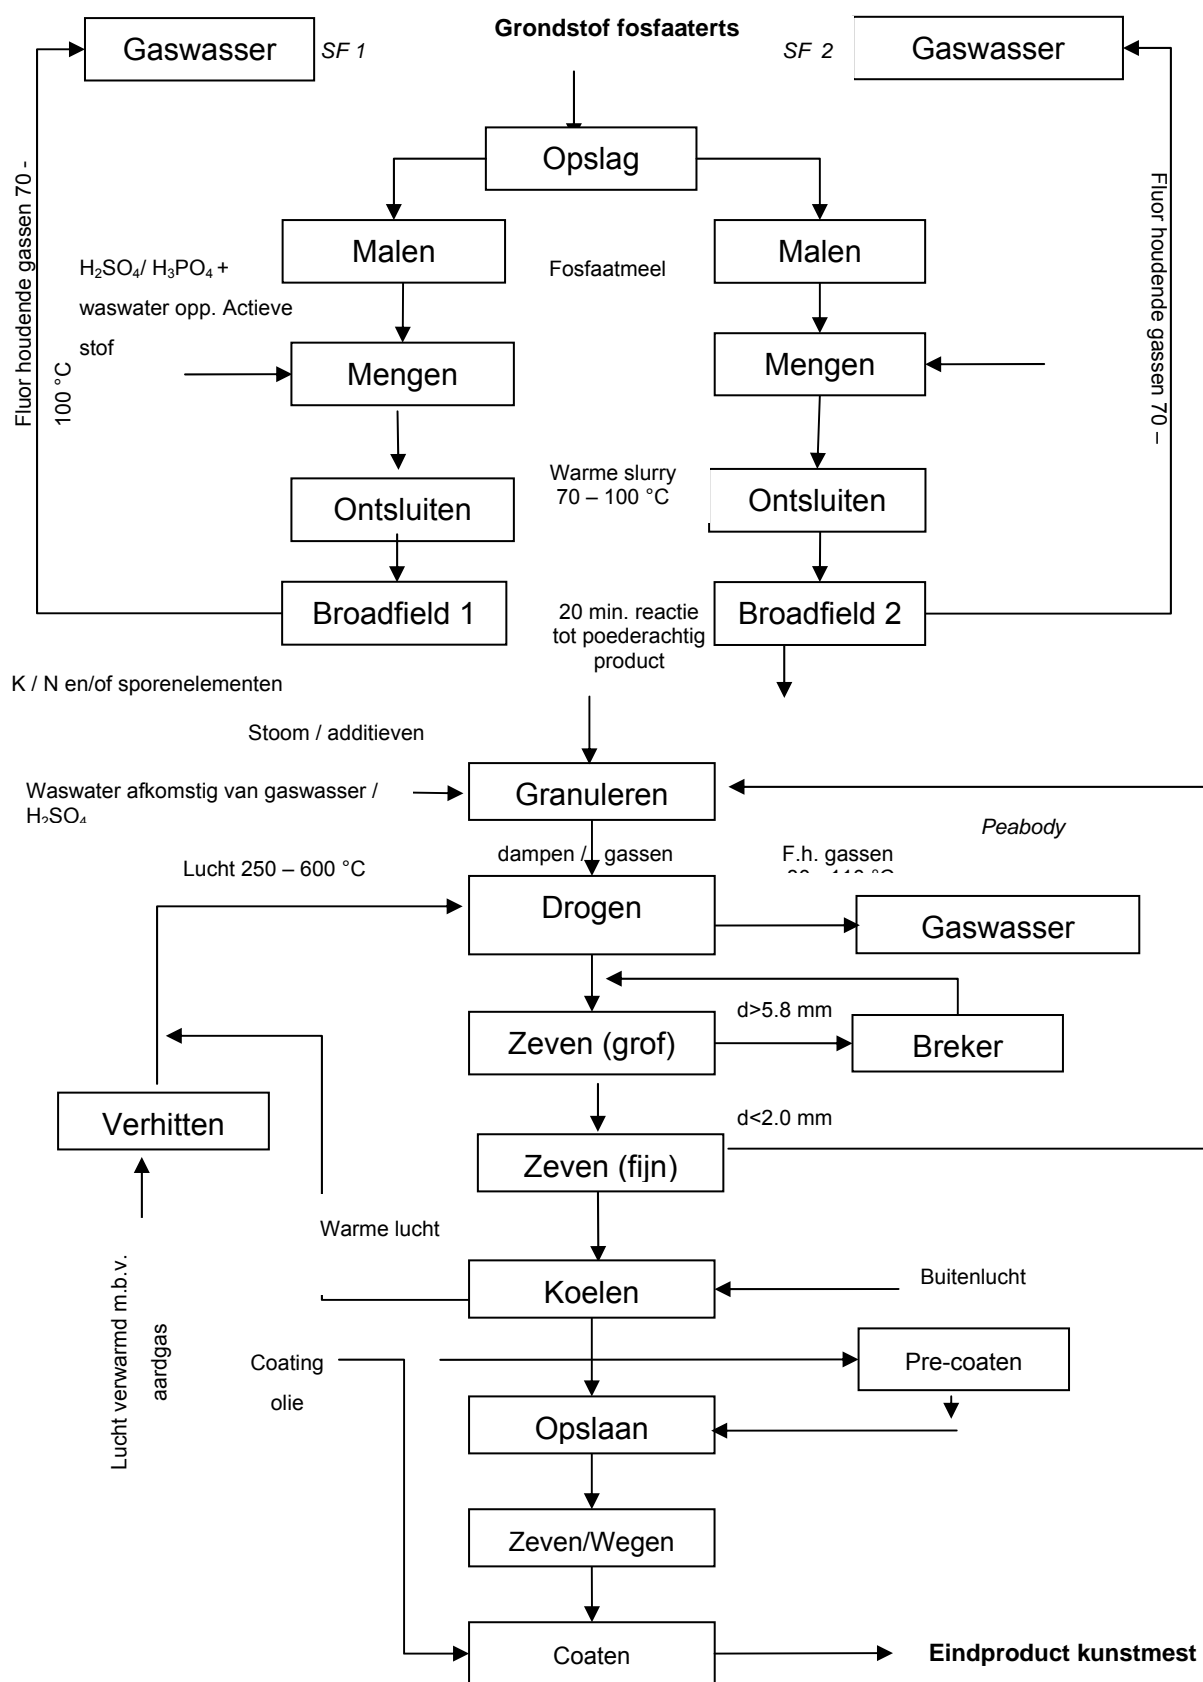 Grondstof fosfaaterts
Gaswasser
SF 1
SF 2
Gaswasser
Opslag
Fluor houdende gassen 70 -
100 °C
Fluor houdende gassen 70 –
Malen
Malen
H₂SO₄/ H₃PO₄ +
waswater opp. Actieve
stof
Fosfaatmeel
Mengen
Mengen
Warme slurry
70 – 100 °C
Ontsluiten
Ontsluiten
Broadfield 1
20 min. reactie
tot poederachtig
product
Broadfield 2
K / N en/of sporenelementen
Stoom / additieven
Waswater afkomstig van gaswasser /
H₂SO₄
Granuleren
Peabody
Lucht 250 – 600 °C
dampen / gassen
F.h. gassen
Drogen
Gaswasser
d>5.8 mm
Zeven (grof)
Breker
Verhitten
d<2.0 mm
Zeven (fijn)
Warme lucht
Lucht verwarmd m.b.v.
aardgas
Koelen
Buitenlucht
Coating
olie
Pre-coaten
Opslaan
Zeven/Wegen
Coaten
Eindproduct kunstmest